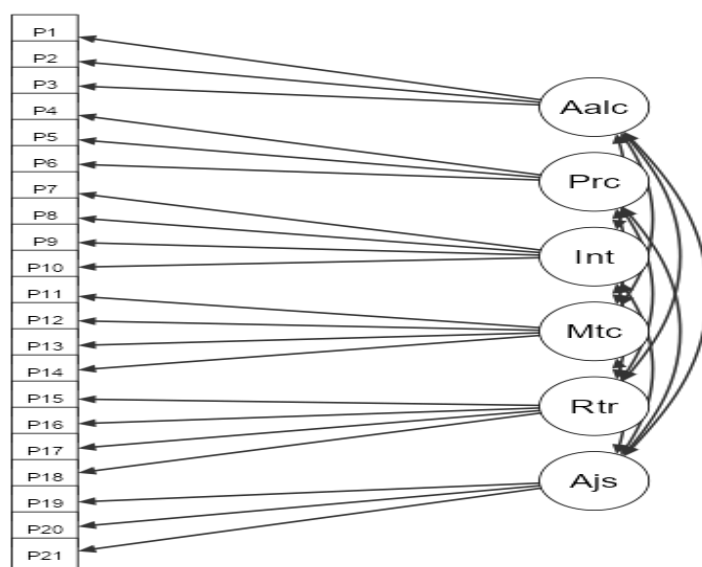 P1
P2
P3
P4
P5
P6
P7
P8
P9
P10
P11
P12
P13
P14
P15
P16
P17
P18
P19
P20
P21
Aalc
Prc
Int
Mtc
Rtr
Ajs